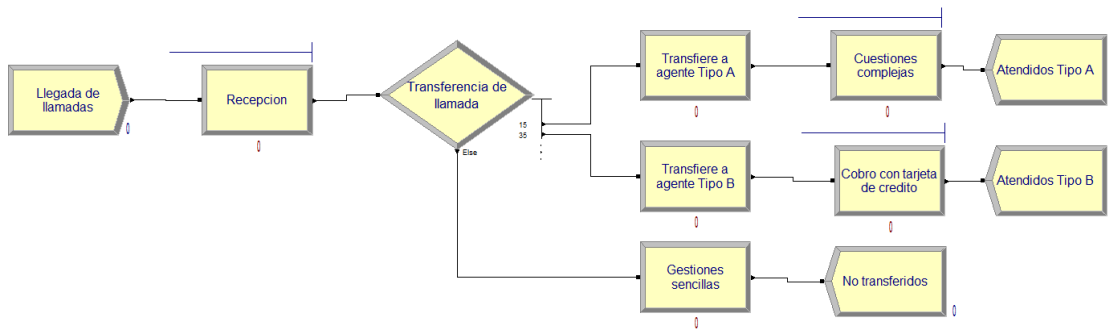 Llegada de
llamadas
0
Recepcion
0
Transferencia de
llamada
15
35
Else
Transfiere a
agente Tipo A
0
Cuestiones
complejas
0
Atendidos Tipo A
Transfiere a
agente Tipo B
0
Cobro con tarjeta
de credito
0
Atendidos Tipo B
Gestiones
sencillas
0
No transferidos
0